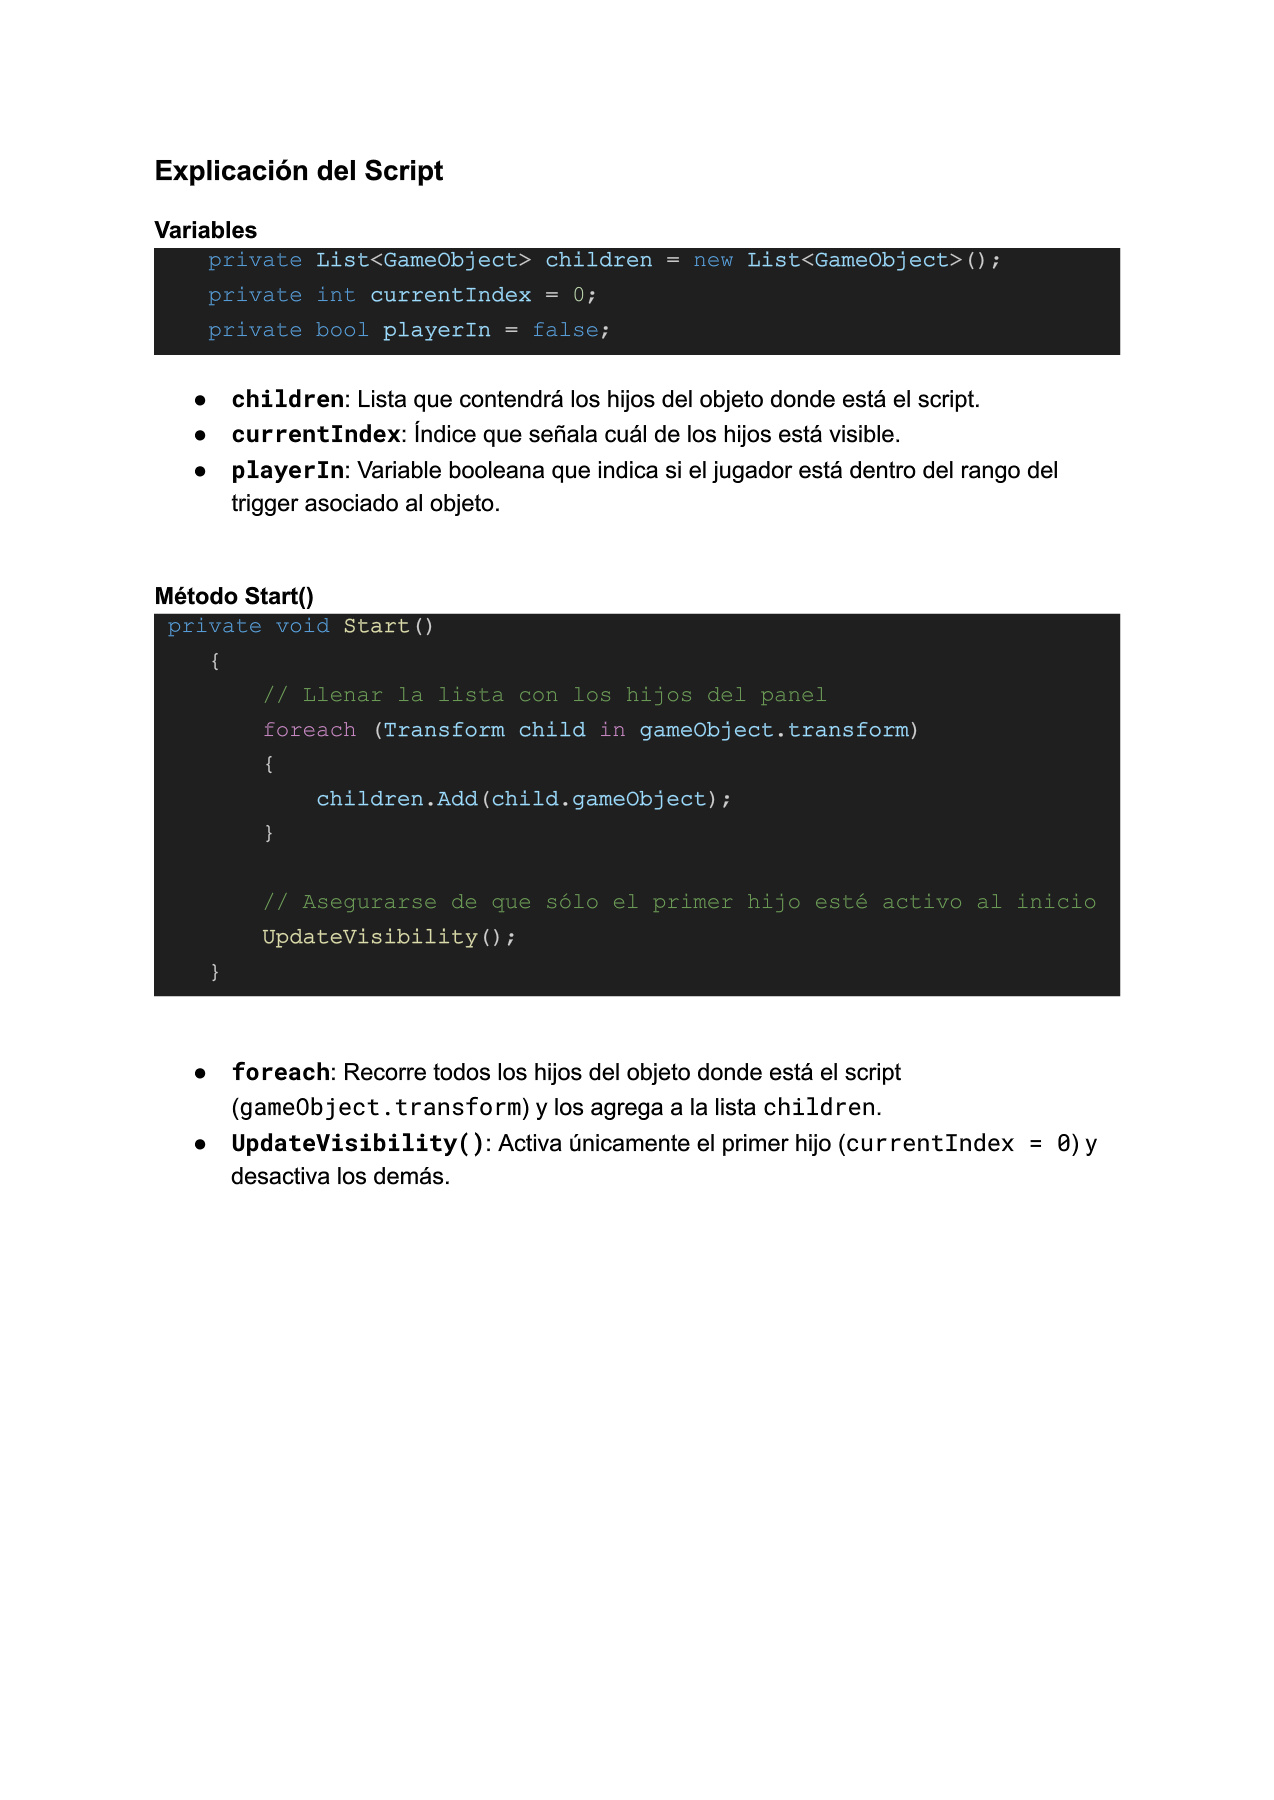 Explicación del Script
Variables
private List<GameObject> children = new List<GameObject>();
private int currentIndex = 0;
private bool playerIn = false;
● children: Lista que contendrá los hijos del objeto donde está el script.
● currentIndex: Índice que señala cuál de los hijos está visible.
● playerIn: Variable booleana que indica si el jugador está dentro del rango del
trigger asociado al objeto.
Método Start()
private void Start()
{
// Llenar la lista con los hijos del panel
foreach (Transform child in gameObject.transform)
{
children.Add(child.gameObject);
}
// Asegurarse de que sólo el primer hijo esté activo al inicio
UpdateVisibility();
}
● foreach: Recorre todos los hijos del objeto donde está el script
(gameObject.transform) y los agrega a la lista children.
● UpdateVisibility(): Activa únicamente el primer hijo (currentIndex = 0) y
desactiva los demás.